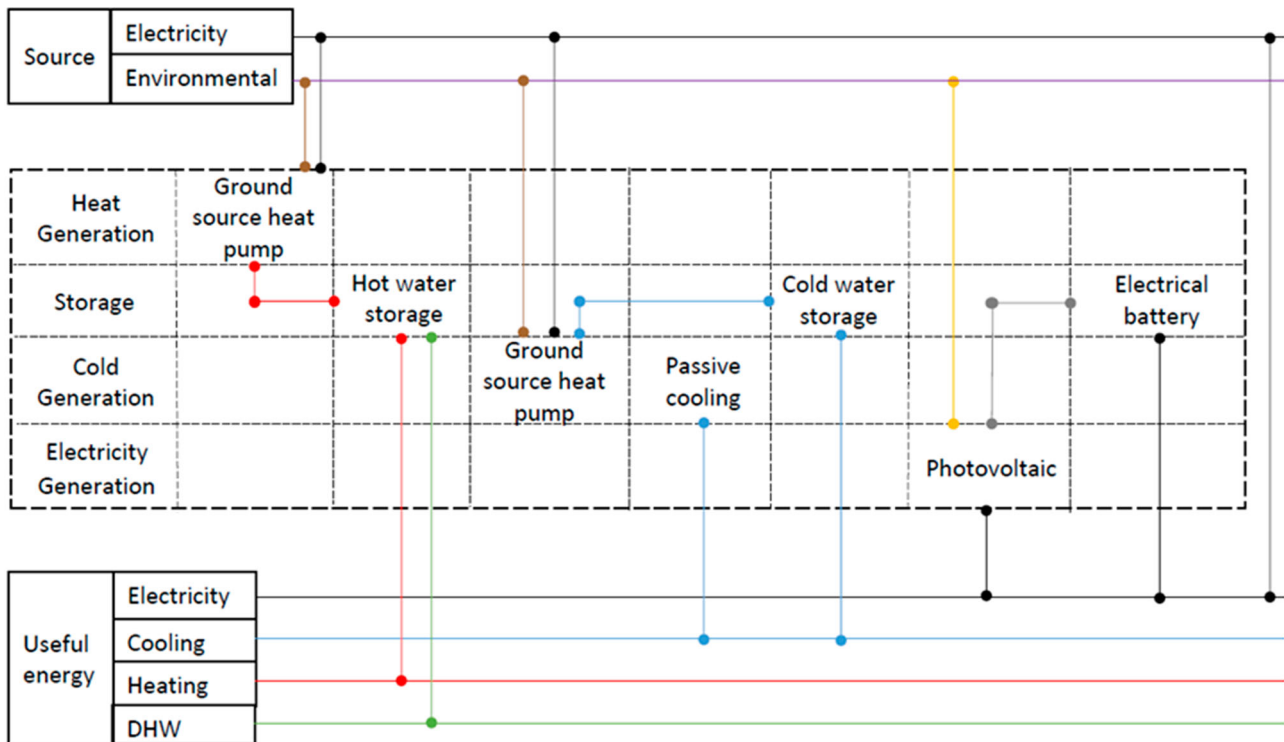 Source
Electricity
Environmental
Heat
Generation
Ground
source heat
pump
Storage
Hot water
storage
Cold water
storage
Electrical
battery
Cold
Generation
Ground
source heat
pump
Passive
cooling
Electricity
Generation
Photovoltaic
Useful
energy
Electricity
Cooling
Heating
DHW